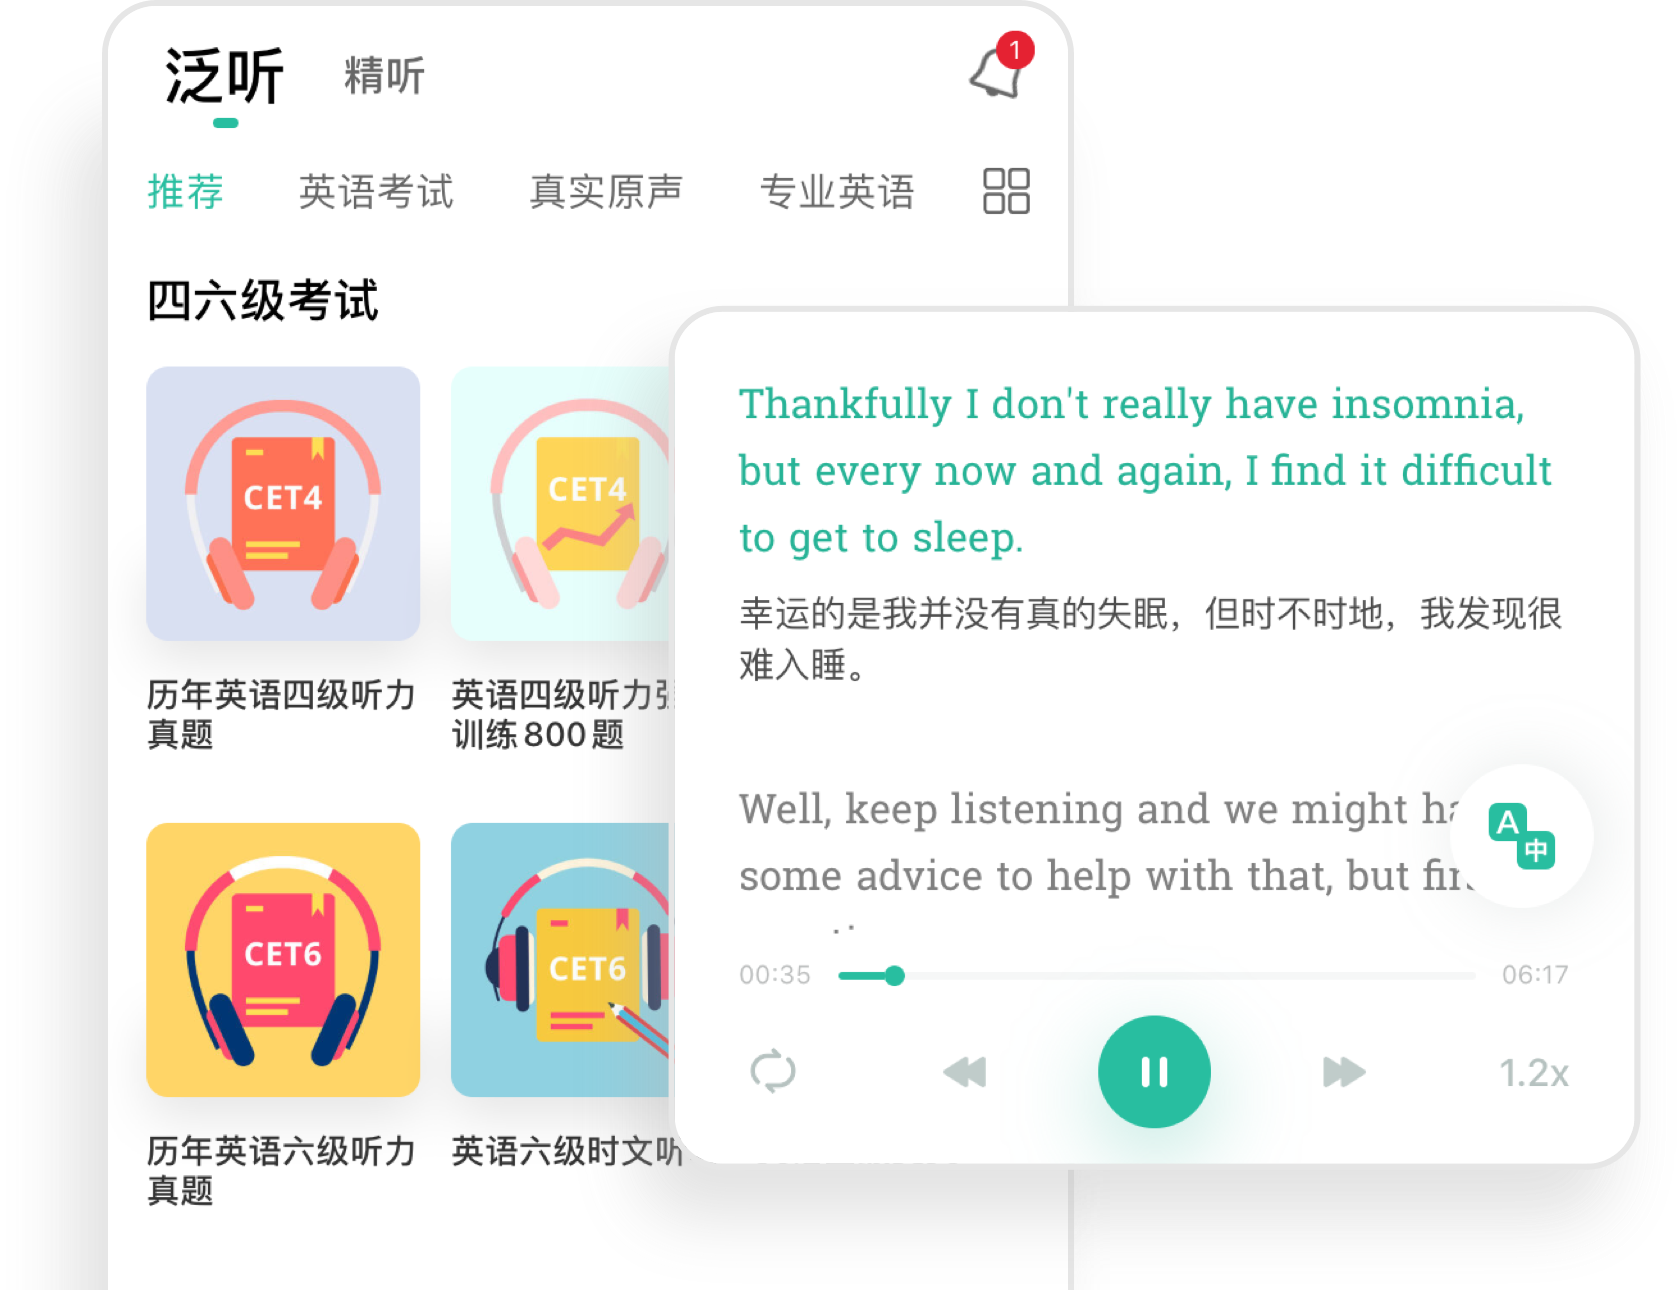 泛听 精听 1
推荐 英语考试 真实原声 专业英语
四六级考试
CET4
CET4
历年英语四级听力
真题
英语四级听力
训练800题
CET6
CET6
历年英语六级听力
真题
英语六级时文听
Thankfully I don't really have insomnia,
but every now and again, I find it difficult
to get to sleep.
幸运的是我并没有真的失眠，但时不时地，我发现很
难入睡。
Well, keep listening and we might
some advice to help with that, but
A
中
00:35 06:17
1.2x